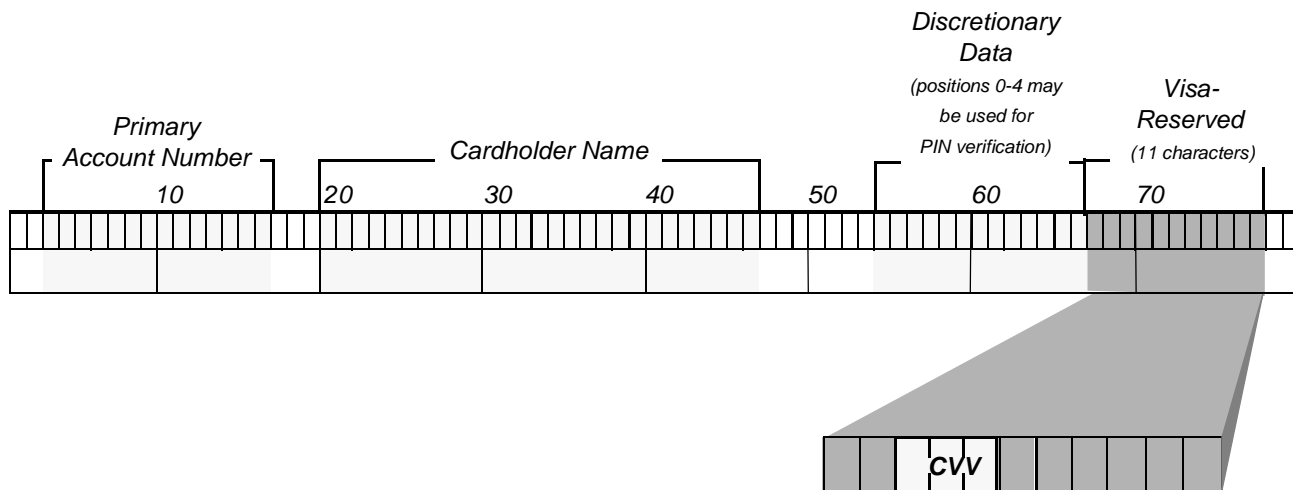 Discretionary
Data
(positions 0-4 may
be used for
PIN verification)
Visa-
Reserved
(11 characters)
Primary
Account Number
Cardholder Name
10
20
30
40
50
60
70
CVV